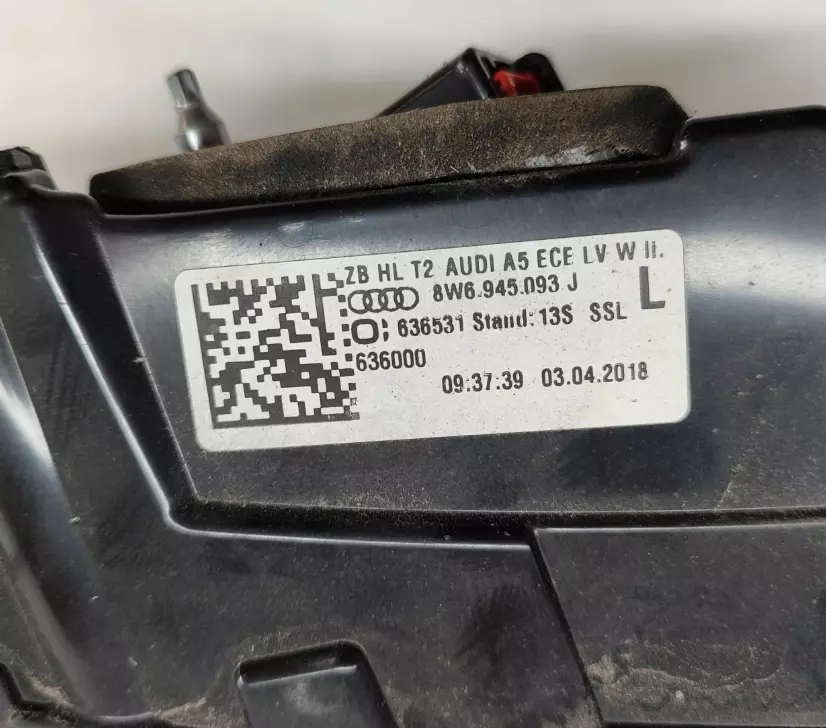 ZB HL T2 AUDI A5 ECE LV W II.
8W6.945.093 J L
636531 Stand: 13S SSL
636000
09:37:39 03.04.2018